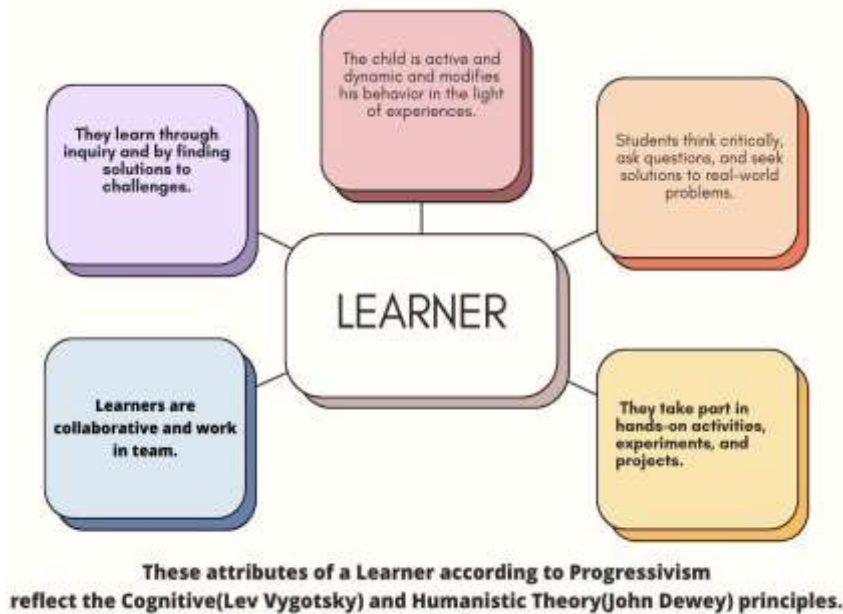 The child is active and
dynamic and modifies
his behavior in the light
of experiences.
They learn through
inquiry and by finding
solutions to
challenges.
Students think critically,
ask questions, and seek
solutions to real-world
problems.
LEARNER
Learners are
collaborative and work
in team.
They take part in
hands-on activities,
experiments, and
projects.
These attributes of a Learner according to Progressivism
reflect the Cognitive(Lev Vygotsky) and Humanistic Theory(John Dewey) principles.